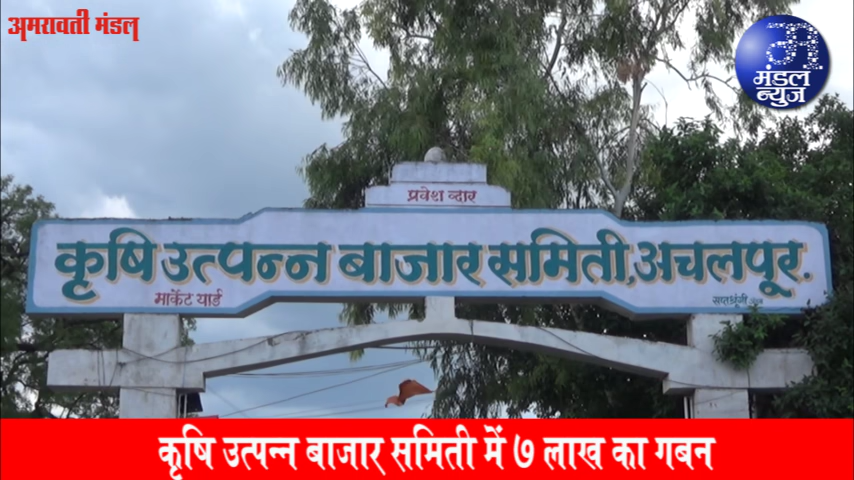 अमरावती मंडल
मंडल
न्युज
प्रवेश व्दार
कृषि उत्पन्न बाजार समिती, अचलपूर.
मार्केट यार्ड
कृषि उत्पन्न बाजार समिती में ७ लाख का गबन